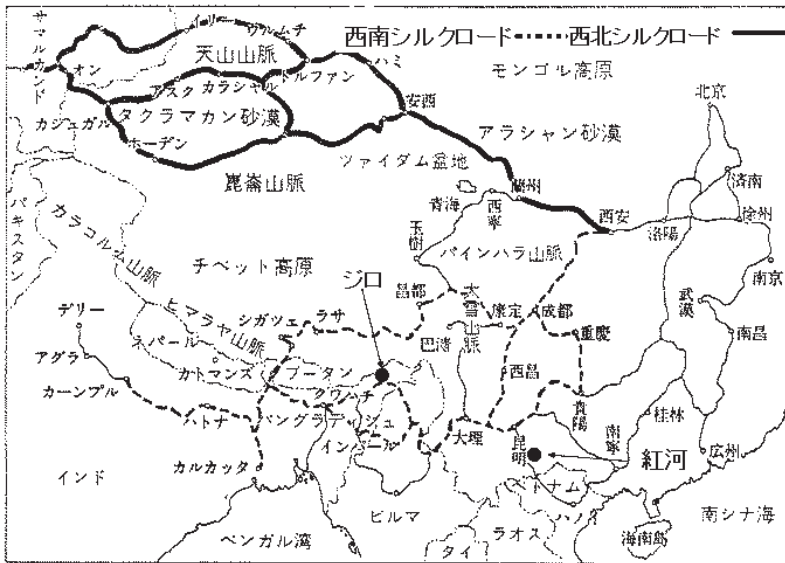 西南シルクロード 西北シルクロード
イリー
ウルムチ
サマルカンド
オシ
天山山脈
トルファン
ハミ
モンゴル高原
北京
アスク
カラシャル
安西
タクラマカン砂漠
カシュガル
ホーデン
アラシャン砂漠
ツァイダム盆地
崑崙山脈
済南
蘭州
青海
西寧
西安
洛陽
徐州
パキスタン
カラコルム山脈
玉樹
バインハラ山脈
南京
チベット高原
ジロ
武漢
デリー
ヒマラヤ山脈
シガツェ
ラサ
昌都
大雪山脈
康定
成都
重慶
南昌
ネパール
巴塘
アグラ
カトマンズ
ブータン
西昌
カーンプル
クワハチ
貴陽
桂林
ハトナ
バングラディシュ
インパール
大理
昆明
南寧
広州
紅河
カルカッタ
インド
ベトナム
ビルマ
ハノイ
南シナ海
ラオス
海南島
ベンガル湾
タイ